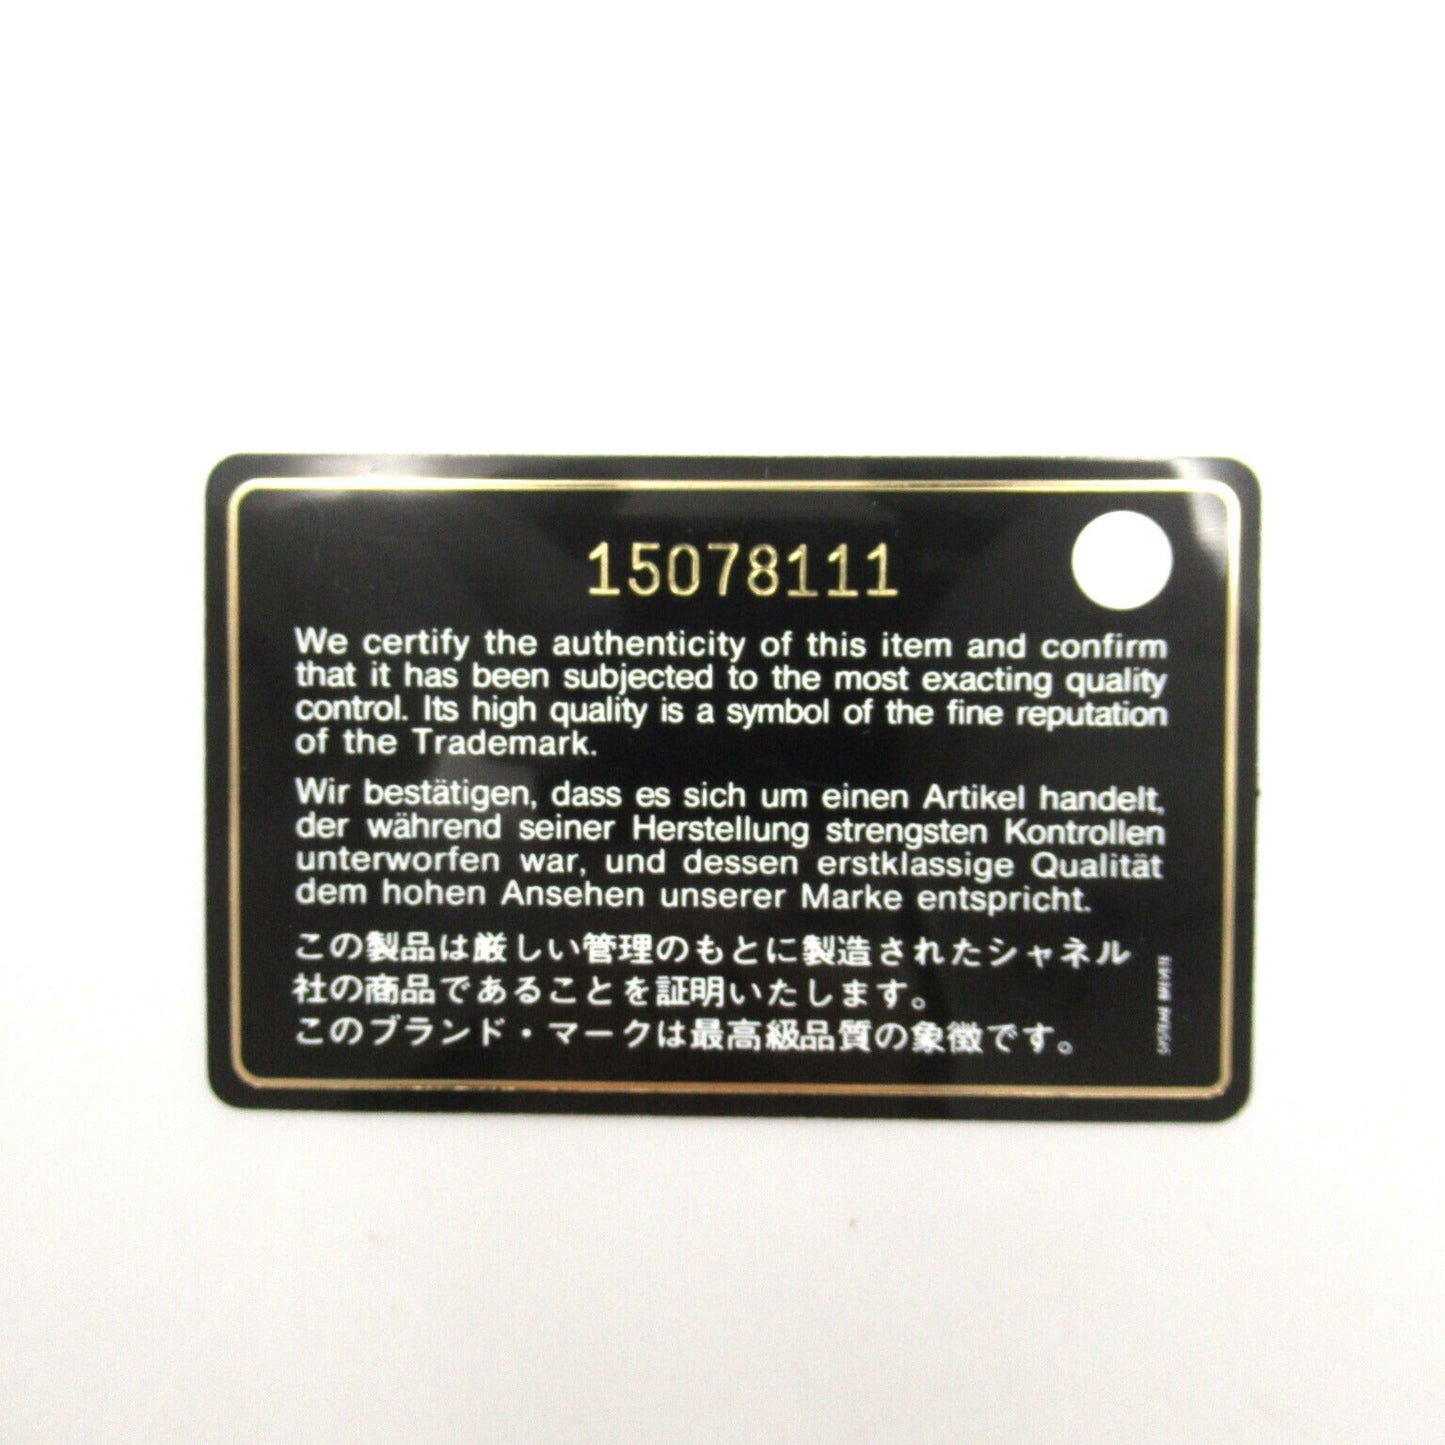 15078111
We certify the authenticity of this item and confirm
that it has been subjected to the most exacting quality
control. Its high quality is a symbol of the fine reputation
of the Trademark.
Wir bestätigen, dass es sich um einen Artikel handelt,
der während seiner Herstellung strengsten Kontrollen
unterworfen war, und dessen erstklassige Qualität
dem hohen Ansehen unserer Marke entspricht.
この製品は厳しい管理のもとに製造されたシャネル
社の商品であることを証明いたします。
このブランド・マークは最高級品質の象徴です。
SYSTEME BREVETE